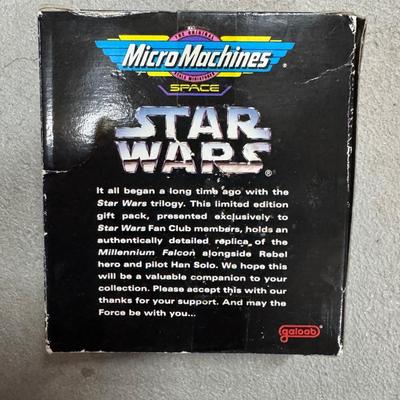 THE ORIGINAL
Micro Machines®
SCALE MINIATURES
SPACE
STAR
WARS®
It all began a long time ago with the
Star Wars trilogy. This limited edition
gift pack, presented exclusively to
Star Wars Fan Club members, holds an
authentically detailed replica of the
Millennium Falcon alongside Rebel
hero and pilot Han Solo. We hope this
will be a valuable companion to your
collection. Please accept this with our
thanks for your support. And may the
Force be with you...
galoob®